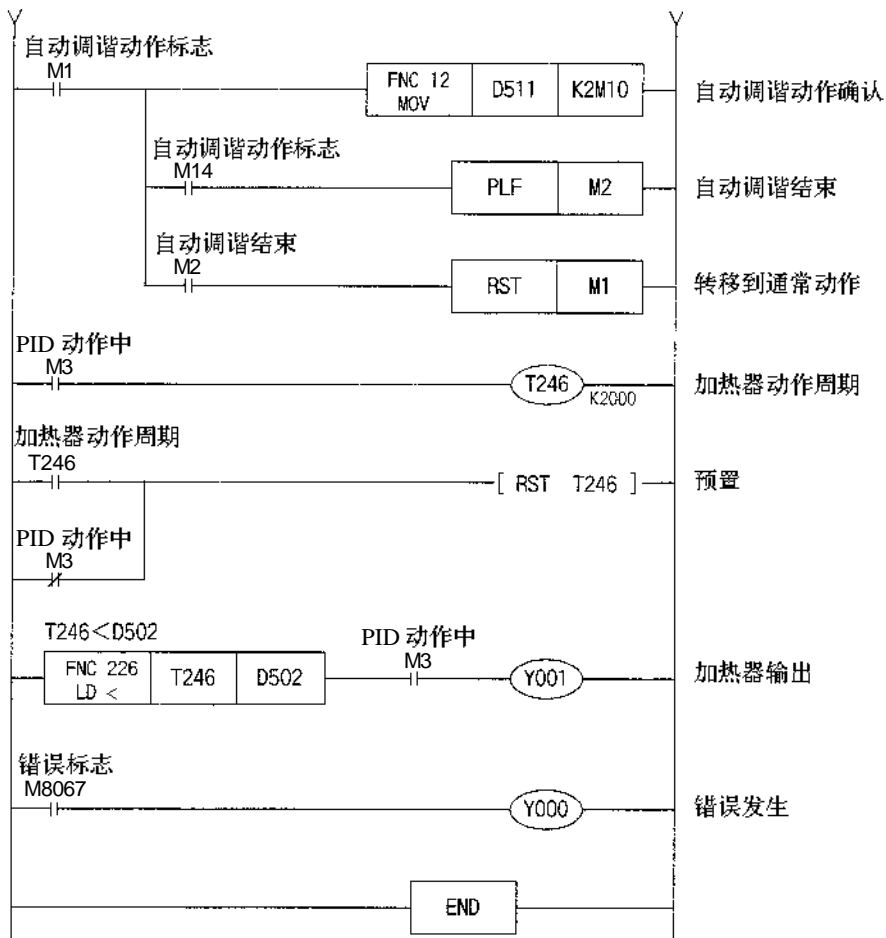 自动调谐动作标志
M1
FNC 12
MOV
D511
K2M10
自动调谐动作确认
自动调谐动作标志
M14
PLF
M2
自动调谐结束
自动调谐结束
M2
RST
M1
转移到通常动作
PID 动作中
M3
T246
K2000
加热器动作周期
加热器动作周期
T246
[ RST T246 ]
预置
PID 动作中
M3
T246<D502
FNC 226
LD <
T246
D502
PID 动作中
M3
Y001
加热器输出
错误标志
M8067
Y000
错误发生
END